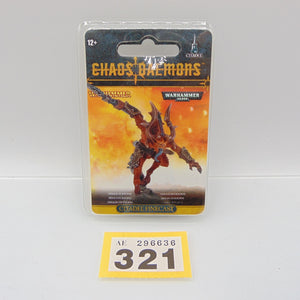 12+
CITADEL
CHAOS DAEMONS
WARHAMMER
WARHAMMER
40,000
CITADEL FINECAST
AE 296636
321